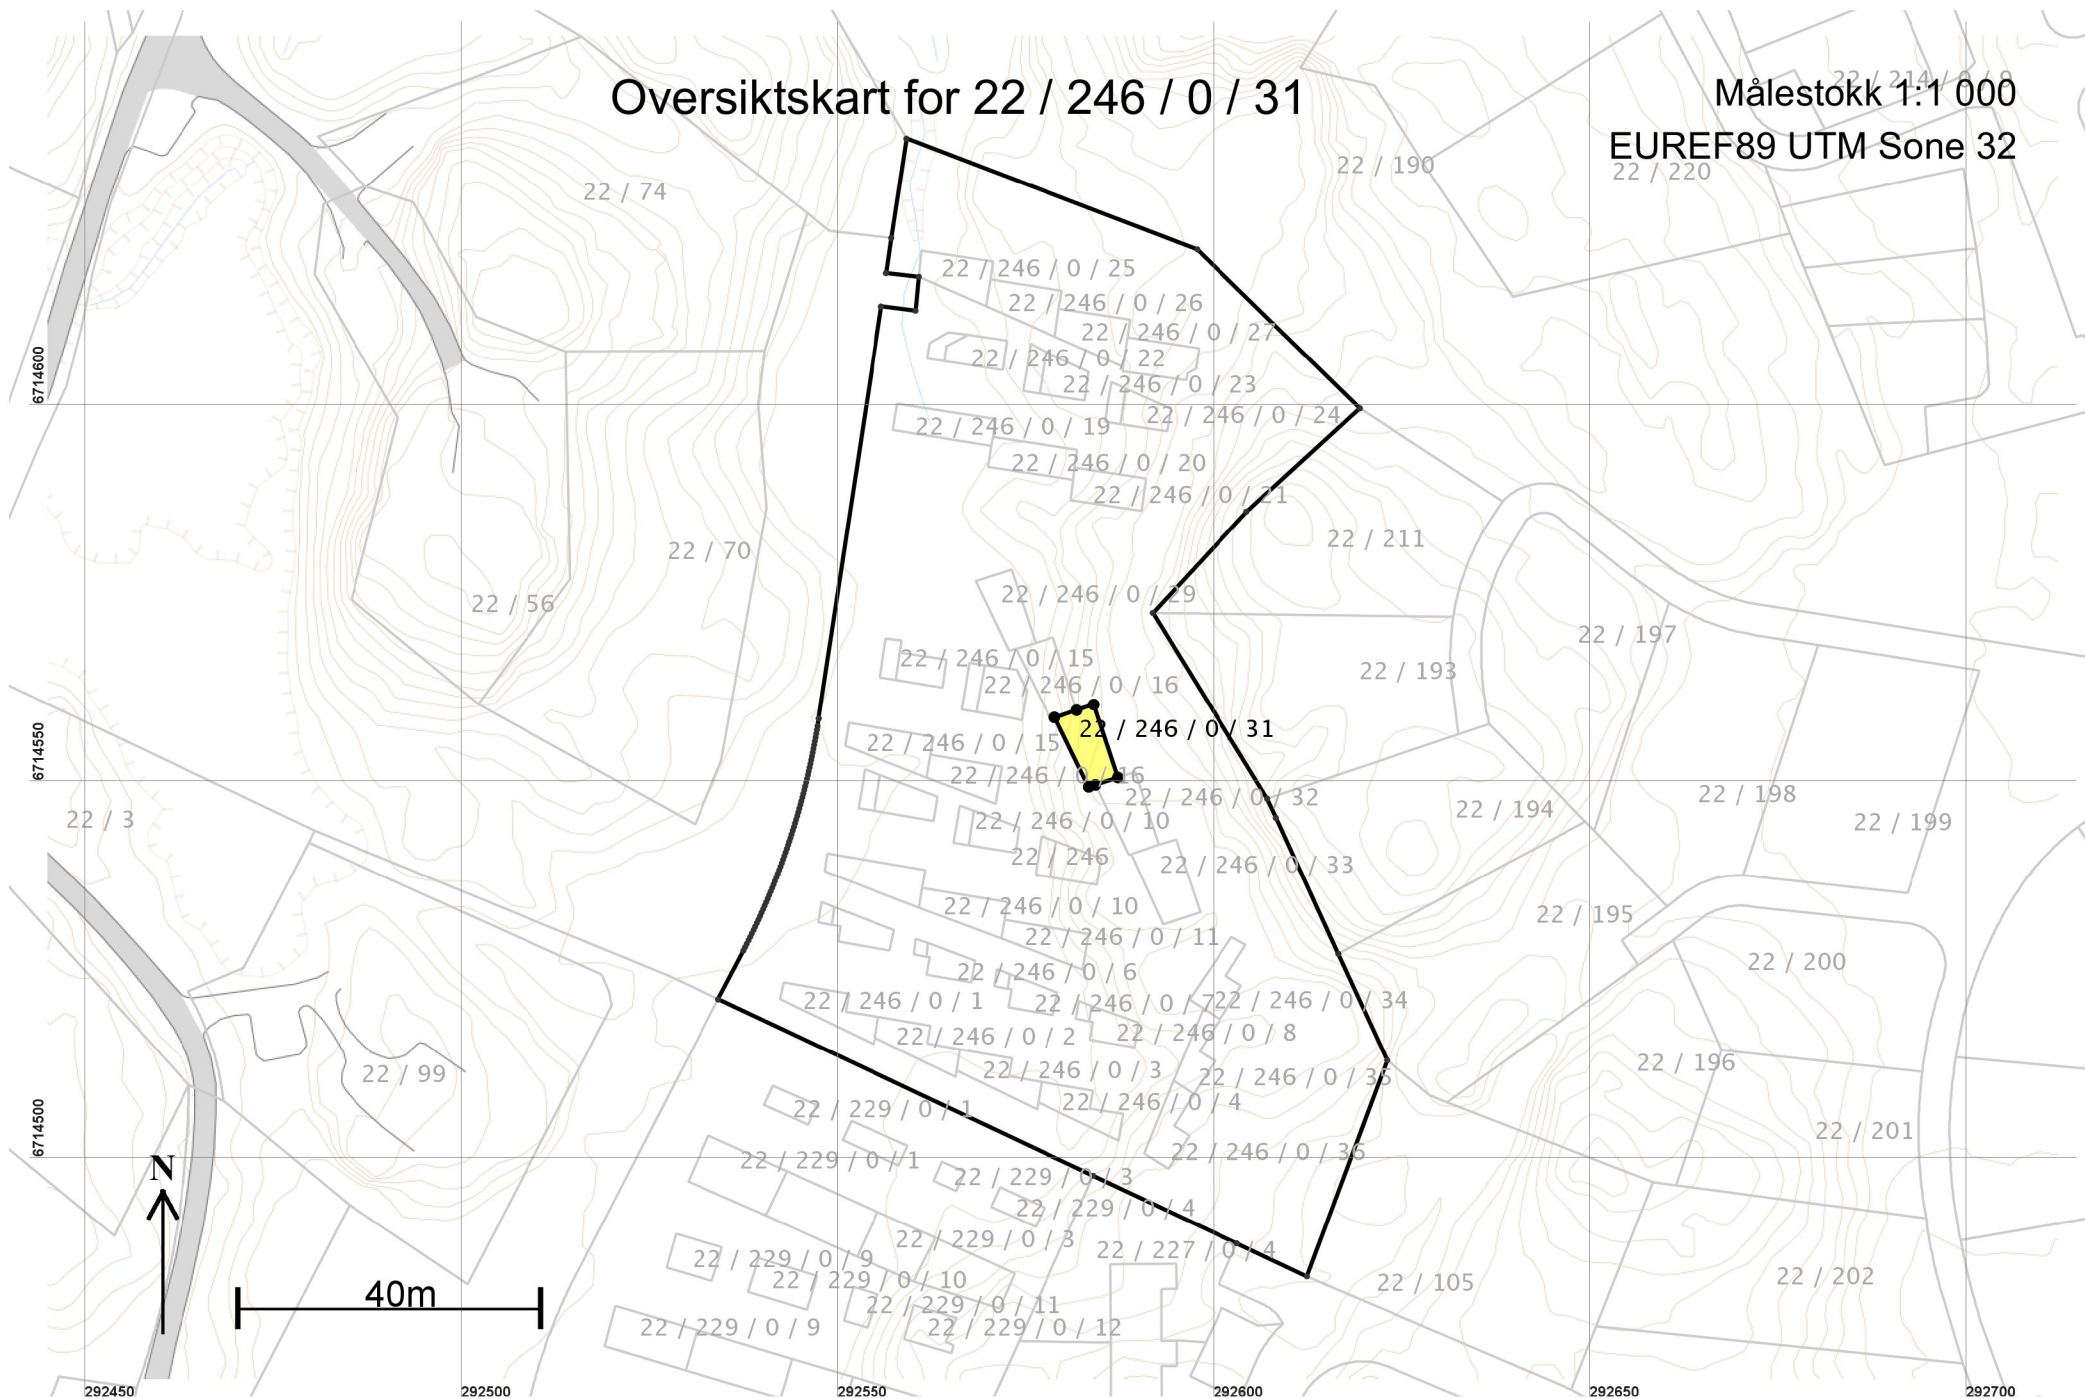 Oversiktskart for 22 / 246 / 0 / 31
Målestokk 1:1 000
EUREF89 UTM Sone 32
22 / 214 / 0 / 8
22 / 190
22 / 220
22 / 74
22 / 246 / 0 / 25
22 / 246 / 0 / 26
22 / 246 / 0 / 27
22 / 246 / 0 / 22
22 / 246 / 0 / 23
22 / 246 / 0 / 24
6714600
22 / 246 / 0 / 19
22 / 246 / 0 / 20
22 / 246 / 0 / 21
22 / 211
22 / 70
22 / 56
22 / 246 / 0 / 29
22 / 197
22 / 246 / 0 / 15
22 / 193
22 / 246 / 0 / 16
22 / 246 / 0 / 31
22 / 246 / 0 / 15
6714550
22 / 246 / 0 / 16
22 / 246 / 0 / 32
22 / 198
22 / 194
22 / 3
22 / 246 / 0 / 10
22 / 199
22 / 246
22 / 246 / 0 / 33
22 / 246 / 0 / 10
22 / 195
22 / 246 / 0 / 11
22 / 200
22 / 246 / 0 / 6
22 / 246 / 0 / 1
22 / 246 / 0 / 7
22 / 246 / 0 / 34
22 / 246 / 0 / 2
22 / 246 / 0 / 8
22 / 196
22 / 246 / 0 / 3
22 / 99
22 / 246 / 0 / 35
22 / 246 / 0 / 4
22 / 229 / 0 / 1
6714500
22 / 201
22 / 246 / 0 / 36
22 / 229 / 0 / 1
N
22 / 229 / 0 / 3
22 / 229 / 0 / 4
22 / 229 / 0 / 3
22 / 227 / 0 / 4
22 / 229 / 0 / 9
22 / 229 / 0 / 10
22 / 105
22 / 202
40m
22 / 229 / 0 / 11
22 / 229 / 0 / 9
22 / 229 / 0 / 12
292450
292500
292550
292600
292650
292700